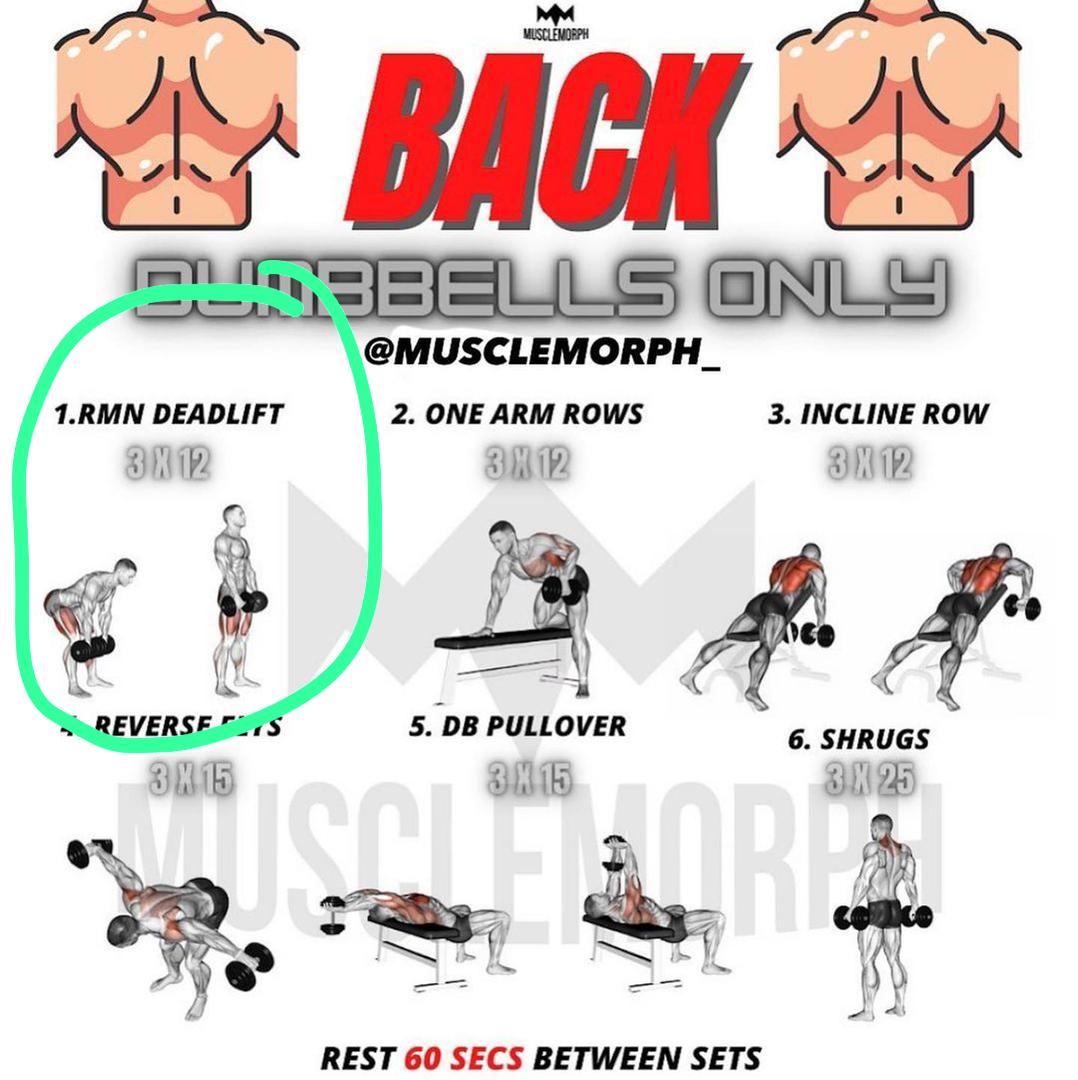 MUSCLEMORPH
BACK
DUMBBELLS ONLY
@MUSCLEMORPH_
1.RMN DEADLIFT
3 X 12
2. ONE ARM ROWS
3 X 12
3. INCLINE ROW
3 X 12
4. REVERSE FLYS
3 X 15
5. DB PULLOVER
3 X 15
6. SHRUGS
3 X 25
MUSCLEMORPH
REST 60 SECS BETWEEN SETS